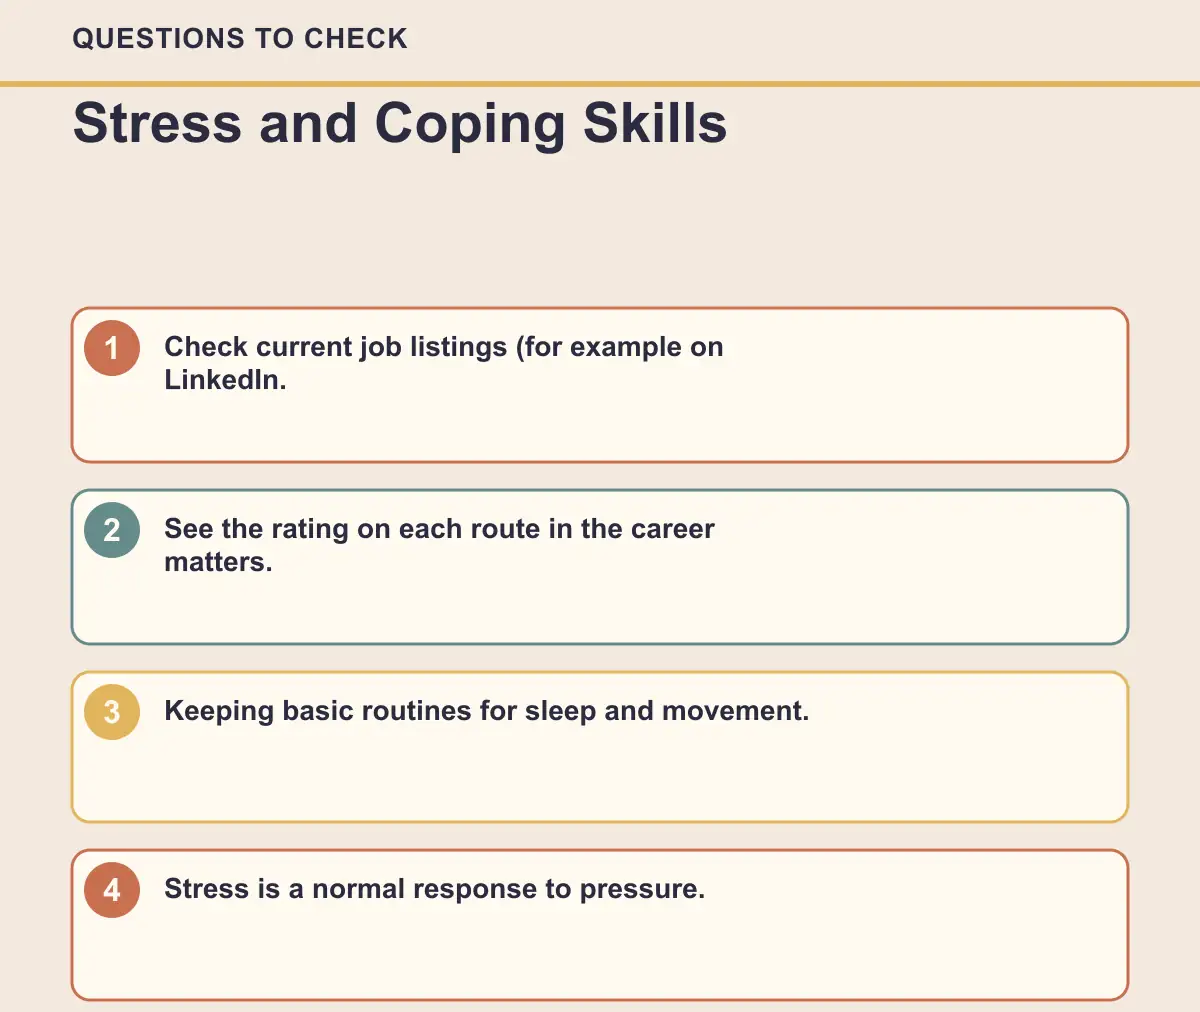 QUESTIONS TO CHECK
Stress and Coping Skills
1
Check current job listings (for example on
LinkedIn.
2
See the rating on each route in the career
matters.
3
Keeping basic routines for sleep and movement.
4
Stress is a normal response to pressure.